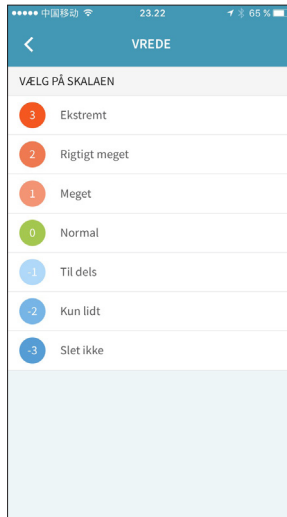 中国移动 23.22 65 %
VREDE
VÆLG PÅ SKALAEN
3 Ekstremt
2 Rigtigt meget
1 Meget
0 Normal
-1 Til dels
-2 Kun lidt
-3 Slet ikke